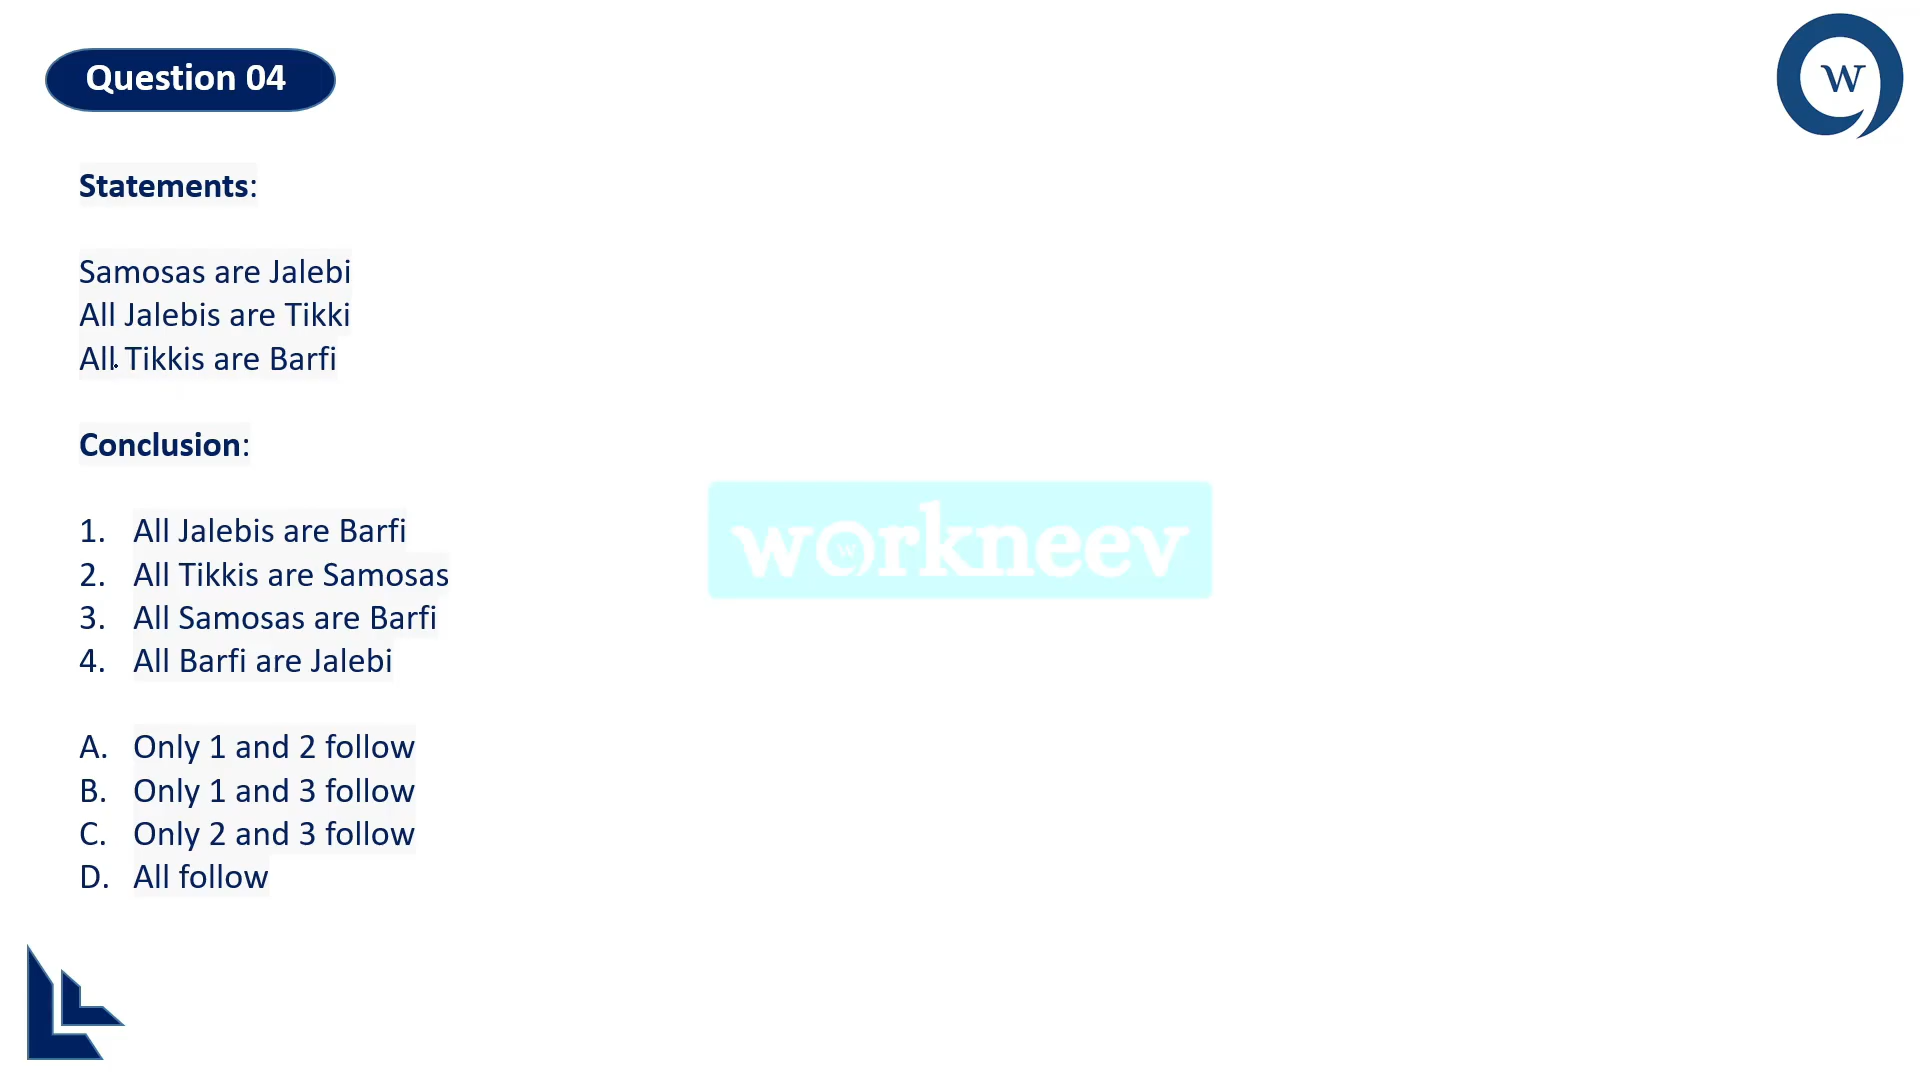 Question 04
w
Statements:
Samosas are Jalebi
All Jalebis are Tikki
All Tikkis are Barfi
Conclusion:
1. All Jalebis are Barfi
2. All Tikkis are Samosas
3. All Samosas are Barfi
4. All Barfi are Jalebi
workneev
A. Only 1 and 2 follow
B. Only 1 and 3 follow
C. Only 2 and 3 follow
D. All follow